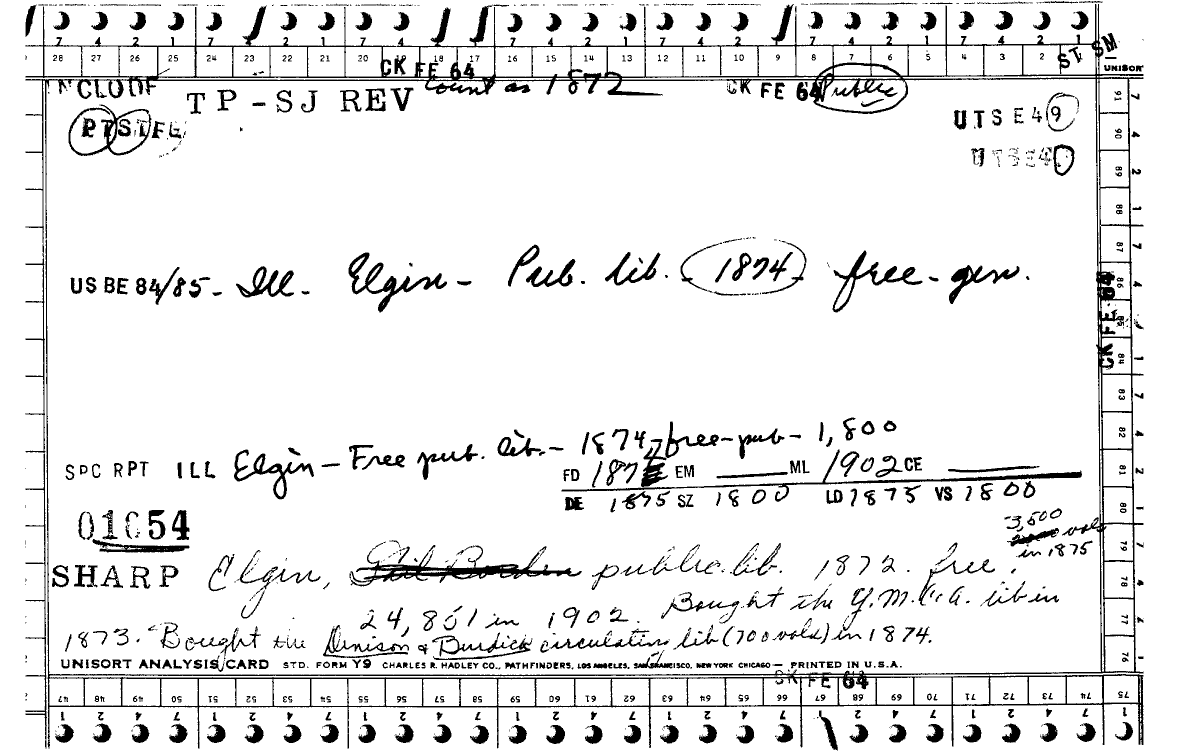 7 4 2 1 7 4 2 1 7 4 2 1 7 4 2 1 7 4 2 1 7 4 2 1 7 4 2 1
28 27 26 25 24 23 22 21 20 19 18 17 16 15 14 13 12 11 10 9 8 7 6 5 4 3 2 1
ST SM
UNISORT
CK FE 64
CK FE 64 Public
TP-SJ REV Count as 1872
PTSTFE
UTSE49
UTSE40
US BE 84/85- Ill. Elgin- Pub. lib.- 1874- free-gen.
CK FE 64
SPC RPT ILL Elgin- Free pub. lib.- 1874, free-pub- 1,800
FD 187 EM ML 1902 CE
DE 1875 SZ 1800 LD 1875 VS 1800
01654
3,500
vols
in 1875
SHARP Elgin, Gail Borden public lib. 1872. free.
24,851 in 1902. Bought the Y.M.C.A. lib in
1873. Bought the Denison & Burdick circulating lib (700 vols) in 1874.
UNISORT ANALYSIS CARD STD. FORM Y9 CHARLES R. HADLEY CO., PATHFINDERS, LOS ANGELES, SAN FRANCISCO, NEW YORK CHICAGO — PRINTED IN U.S.A.
CK FE 64
91 90 89 88 87 86 85 84 83 82 81 80 79 78 77 76
47 48 49 50 51 52 53 54 55 56 57 58 59 60 61 62 63 64 65 66 67 68 69 70 71 72 73 74 75
1 2 4 7 1 2 4 7 1 2 4 7 1 2 4 7 1 2 4 7 1 2 4 7 1 2 4 7 1